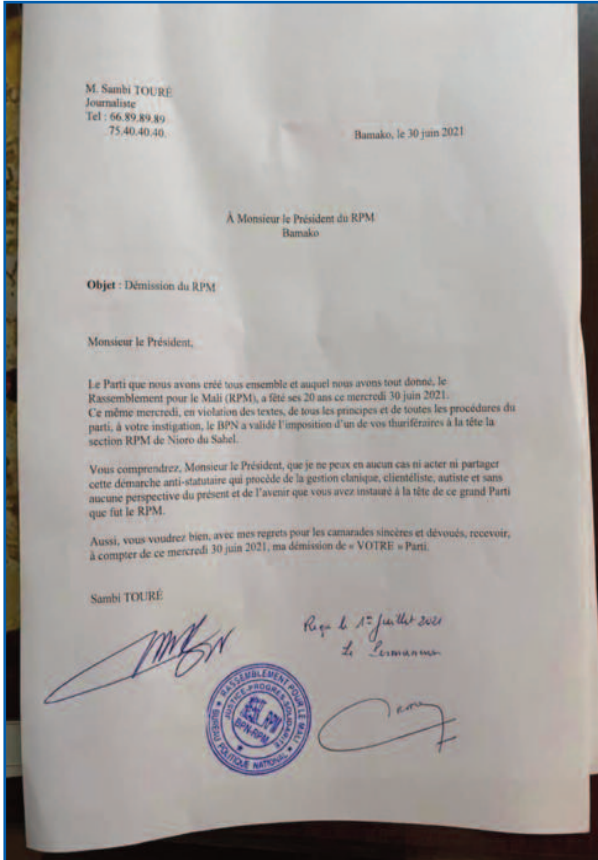 M. Sambi TOURÉ
Journaliste
Tel : 66.89.89.89
75.40.40.40.
Bamako, le 30 juin 2021
À Monsieur le Président du RPM
Bamako
Objet : Démission du RPM
Monsieur le Président,
Le Parti que nous avons créé tous ensemble et auquel nous avons tout donné, le
Rassemblement pour le Mali (RPM), a fêté ses 20 ans ce mercredi 30 juin 2021.
Ce même mercredi, en violation des textes, de tous les principes et de toutes les procédures du
parti, à votre instigation, le BPN a validé l'imposition d'un de vos thuriféraires à la tête la
section RPM de Nioro du Sahel.
Vous comprendrez, Monsieur le Président, que je ne peux en aucun cas ni acter ni partager
cette démarche anti-statutaire qui procède de la gestion clanique, clientéliste, autiste et sans
aucune perspective du présent et de l'avenir que vous avez instauré à la tête de ce grand Parti
que fut le RPM.
Aussi, vous voudrez bien, avec mes regrets pour les camarades sincères et dévoués, recevoir,
à compter de ce mercredi 30 juin 2021, ma démission de « VOTRE » Parti.
Sambi TOURÉ
Reçu le 1er Juillet 2021
RASSEMBLEMENT POUR LE MALI
JUSTICE-PROGRES-SOLIDARITE
BPN-RPM
BUREAU POLITIQUE NATIONAL